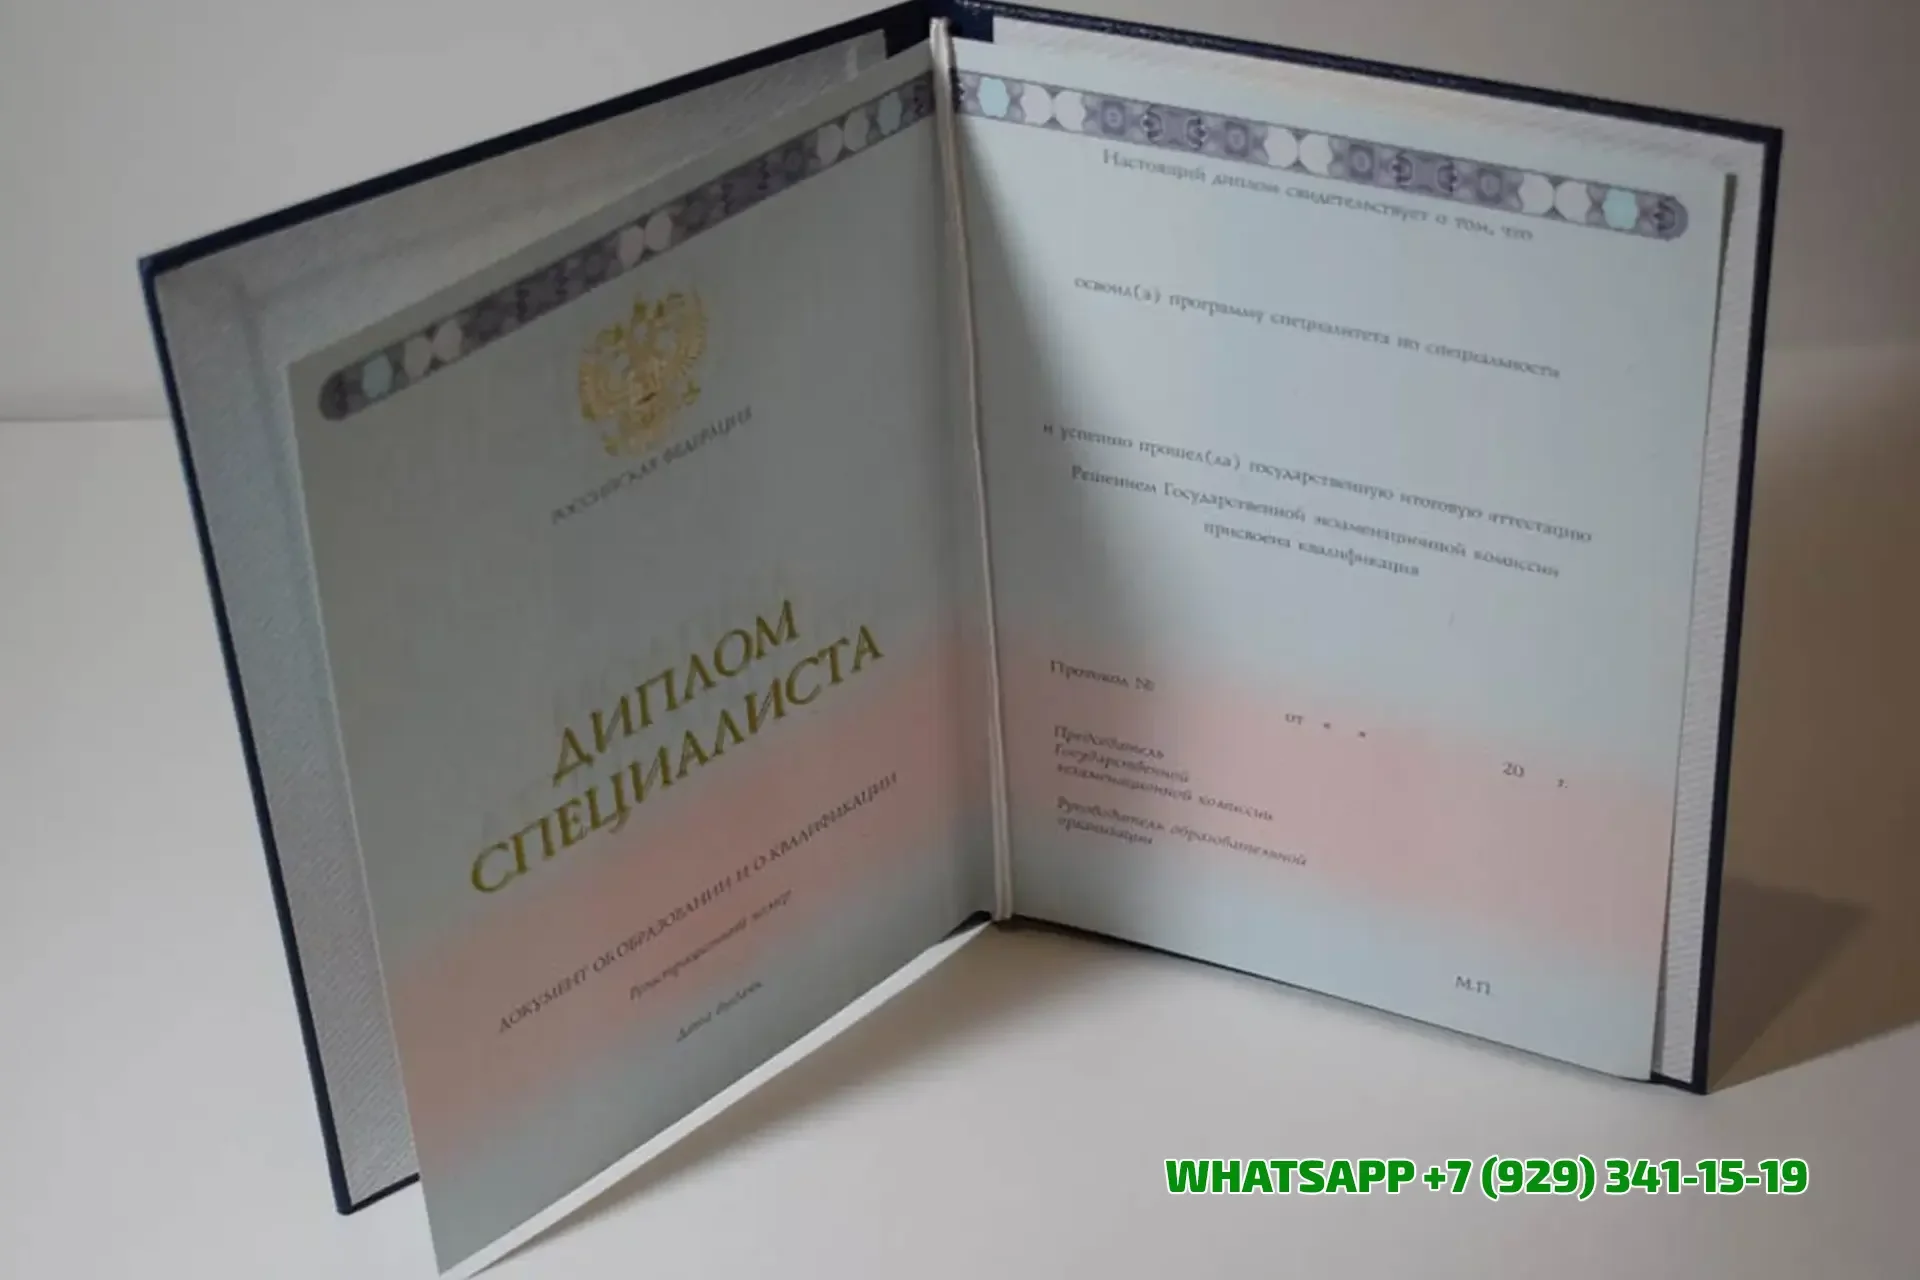 РОССИЙСКАЯ ФЕДЕРАЦИЯ
ДИПЛОМ
СПЕЦИАЛИСТА
ДОКУМЕНТ ОБ ОБРАЗОВАНИИ И О КВАЛИФИКАЦИИ
Регистрационный номер
Дата выдачи
Настоящий диплом свидетельствует о том, что
освоил(а) программу специалитета по специальности
и успешно прошел(ла) государственную итоговую аттестацию
Решением Государственной экзаменационной комиссии
присвоена квалификация
Протокол №
от « »
20 г.
Председатель
Государственной
экзаменационной комиссии
Руководитель образовательной
организации
М.П.
WHATSAPP +7 (929) 341-15-19